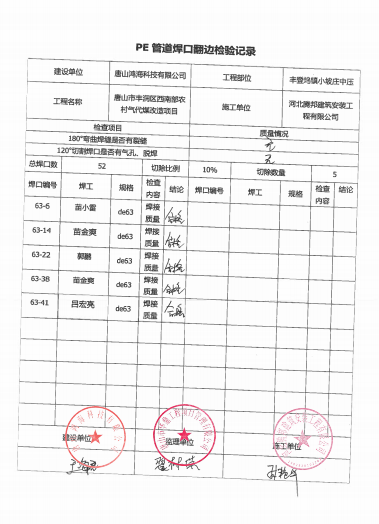 PE 管道焊口翻边检验记录
建设单位 唐山鸿海科技有限公司 工程部位 丰登坞镇小坡庄中压
工程名称 唐山市丰润区西南部农村气代煤改造项目 施工单位 河北腾邦建筑安装工程有限公司
检查项目 质量情况
180°弯曲焊缝是否有裂缝 无
120°切割焊口是否有气孔、脱焊 无
总焊口数 52 切除比例 10% 切除数量 5
焊口编号 焊工 规格 检查内容 结论 焊口编号 焊工 规格 检查内容 结论
63-6 苗小雷 de63 焊接质量 合格
63-14 苗金爽 de63 焊接质量 合格
63-22 郭鹏 de63 焊接质量 合格
63-38 苗金爽 de63 焊接质量 合格
63-41 吕宏亮 de63 焊接质量 合格
建设单位 监理单位 施工单位